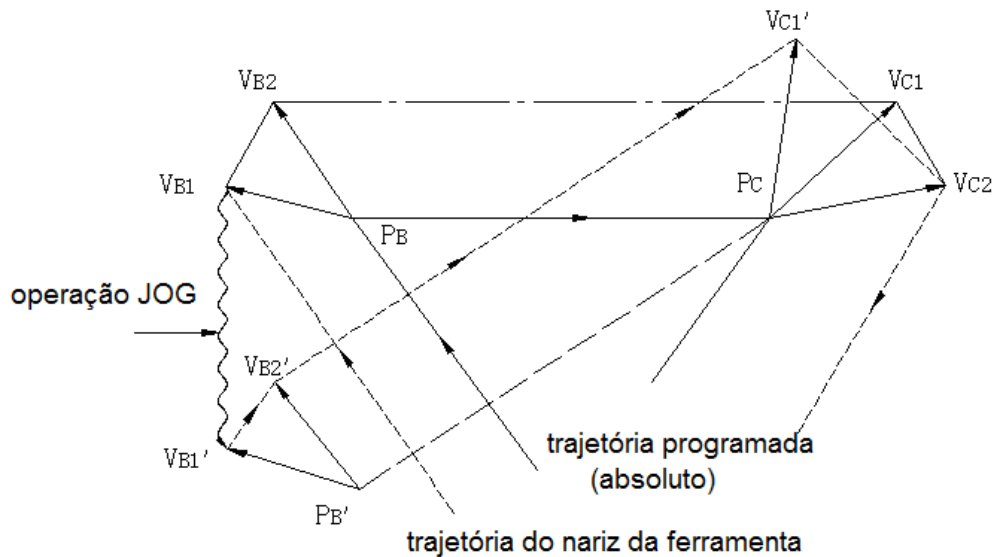 VC1'
VB2
VC1
VB1
PC
VC2
PB
operação JOG
VB2'
VB1'
trajetória programada
(absoluto)
PB'
trajetória do nariz da ferramenta